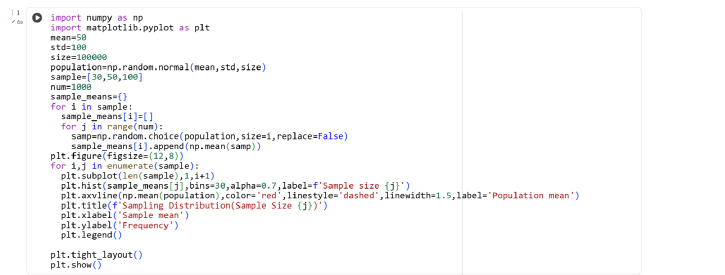 [ ]
6s
import numpy as np
import matplotlib.pyplot as plt
mean=50
std=100
size=100000
population=np.random.normal(mean,std,size)
sample=[30,50,100]
num=1000
sample_means={}
for i in sample:
  sample_means[i]=[]
  for j in range(num):
    samp=np.random.choice(population,size=i,replace=False)
    sample_means[i].append(np.mean(samp))
plt.figure(figsize=(12,8))
for i,j in enumerate(sample):
  plt.subplot(len(sample),1,i+1)
  plt.hist(sample_means[j],bins=30,alpha=0.7,label=f'Sample size {j}')
  plt.axvline(np.mean(population),color='red',linestyle='dashed',linewidth=1.5,label='Population mean')
  plt.title(f'Sampling Distribution(Sample Size {j})')
  plt.xlabel('Sample mean')
  plt.ylabel('Frequency')
  plt.legend()

plt.tight_layout()
plt.show()